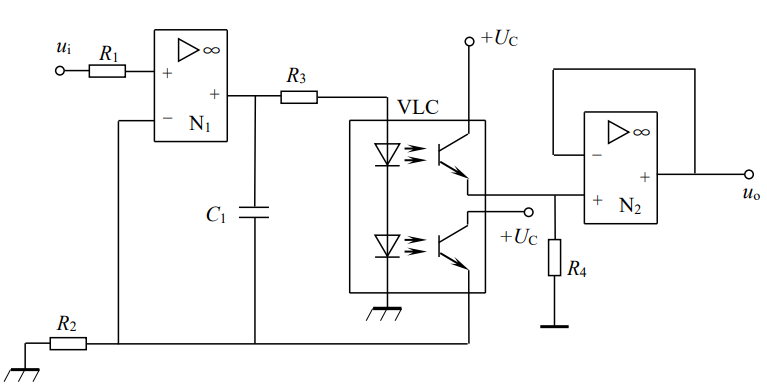 uᵢ
R₁
▷∞
+
−
+
N₁
R₃
VLC
+U_C
▷∞
−
+
+
N₂
uₒ
C₁
+U_C
R₄
R₂